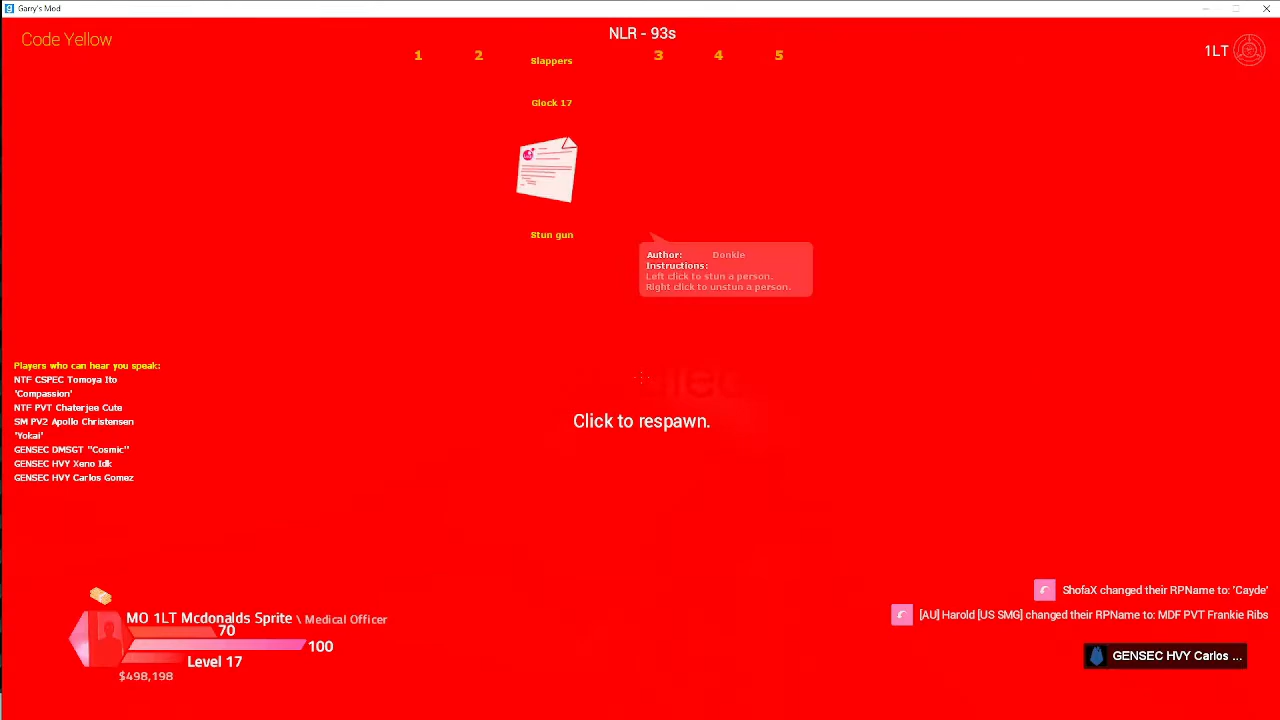 Garry's Mod
Code Yellow
NLR - 93s
1LT
1
2
Slappers
3
4
5
Glock 17
Stun gun
Author: Donkie
Instructions:
Left click to stun a person.
Right click to unstun a person.
Players who can hear you speak:
NTF CSPEC Tomoya Ito
'Compassion'
NTF PVT Chaterjee Cute
SM PV2 Apollo Christensen
'Yokai'
GENSEC DMSGT "Cosmic"
GENSEC HVY Xeno Idk
GENSEC HVY Carlos Gomez
Click to respawn.
ShofaX changed their RPName to: 'Cayde'
[AU] Harold [US SMG] changed their RPName to: MDF PVT Frankie Ribs
GENSEC HVY Carlos ...
MO 1LT Mcdonalds Sprite \ Medical Officer
70
100
Level 17
$498,198